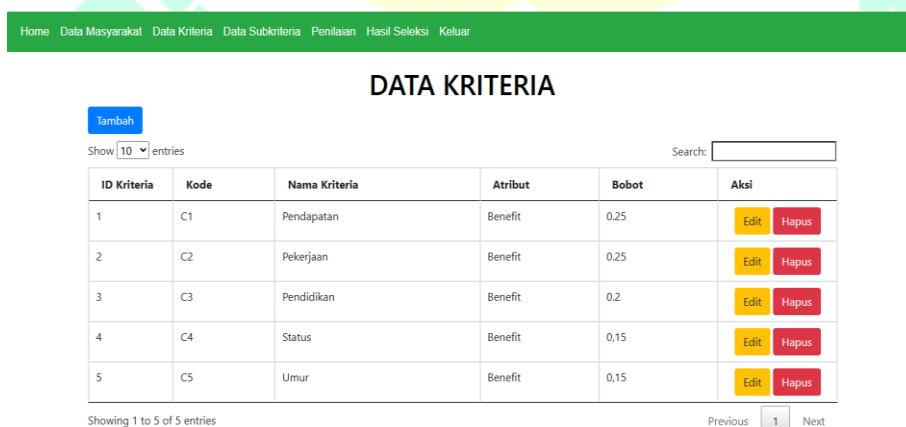 Home Data Masyarakat Data Kriteria Data Subkriteria Penilaian Hasil Seleksi Keluar
DATA KRITERIA
Tambah
Show 10 entries Search:
ID Kriteria Kode Nama Kriteria Atribut Bobot Aksi
1 C1 Pendapatan Benefit 0.25 Edit Hapus
2 C2 Pekerjaan Benefit 0.25 Edit Hapus
3 C3 Pendidikan Benefit 0.2 Edit Hapus
4 C4 Status Benefit 0,15 Edit Hapus
5 C5 Umur Benefit 0,15 Edit Hapus
Showing 1 to 5 of 5 entries Previous 1 Next